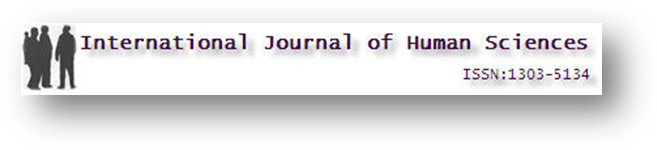 International Journal of Human Sciences
ISSN:1303-5134